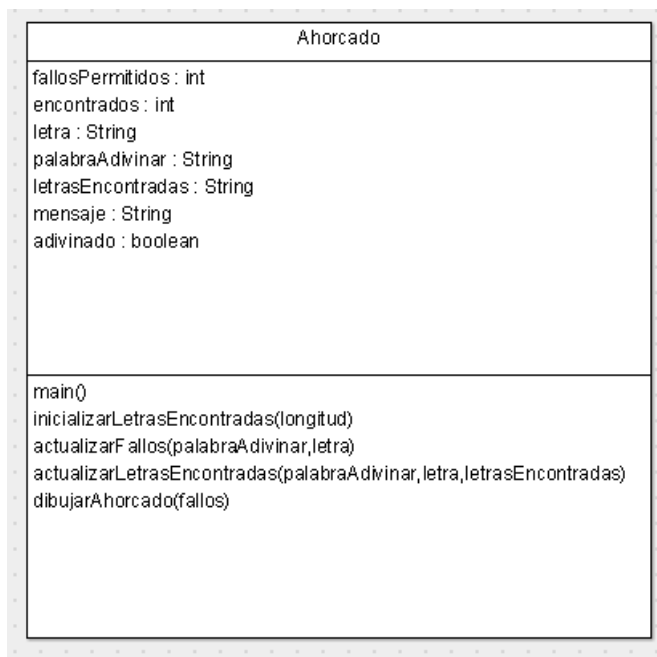 Ahorcado
fallosPermitidos : int
encontrados : int
letra : String
palabraAdivinar : String
letrasEncontradas : String
mensaje : String
adivinado : boolean
main()
inicializarLetrasEncontradas(longitud)
actualizarFallos(palabraAdivinar,letra)
actualizarLetrasEncontradas(palabraAdivinar,letra,letrasEncontradas)
dibujarAhorcado(fallos)